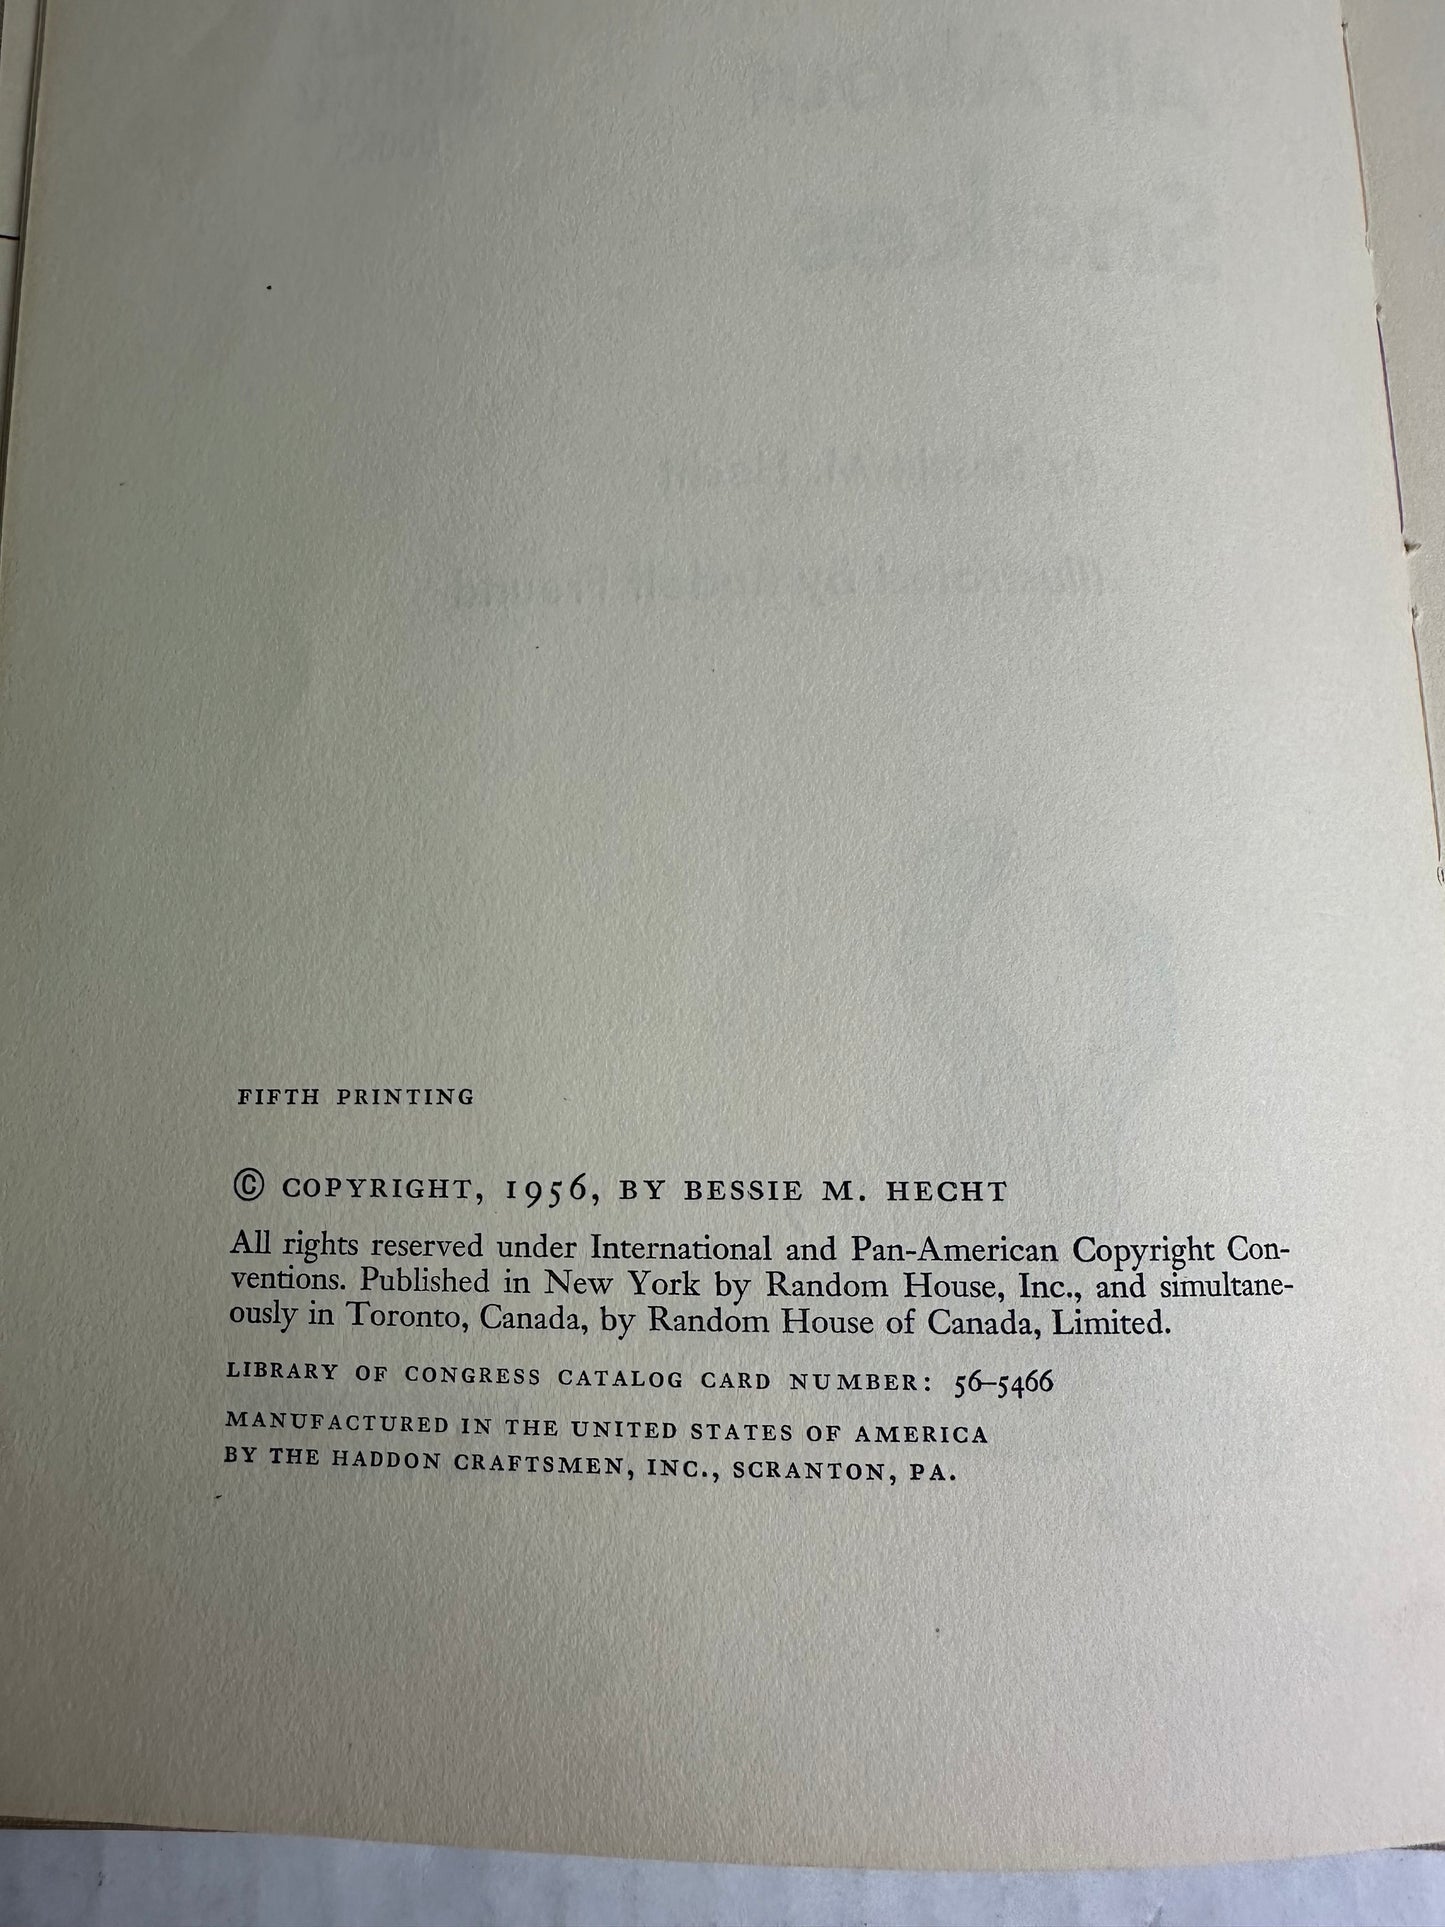 FIFTH PRINTING
© COPYRIGHT, 1956, BY BESSIE M. HECHT
All rights reserved under International and Pan-American Copyright Con-
ventions. Published in New York by Random House, Inc., and simultane-
ously in Toronto, Canada, by Random House of Canada, Limited.
LIBRARY OF CONGRESS CATALOG CARD NUMBER: 56–5466
MANUFACTURED IN THE UNITED STATES OF AMERICA
BY THE HADDON CRAFTSMEN, INC., SCRANTON, PA.